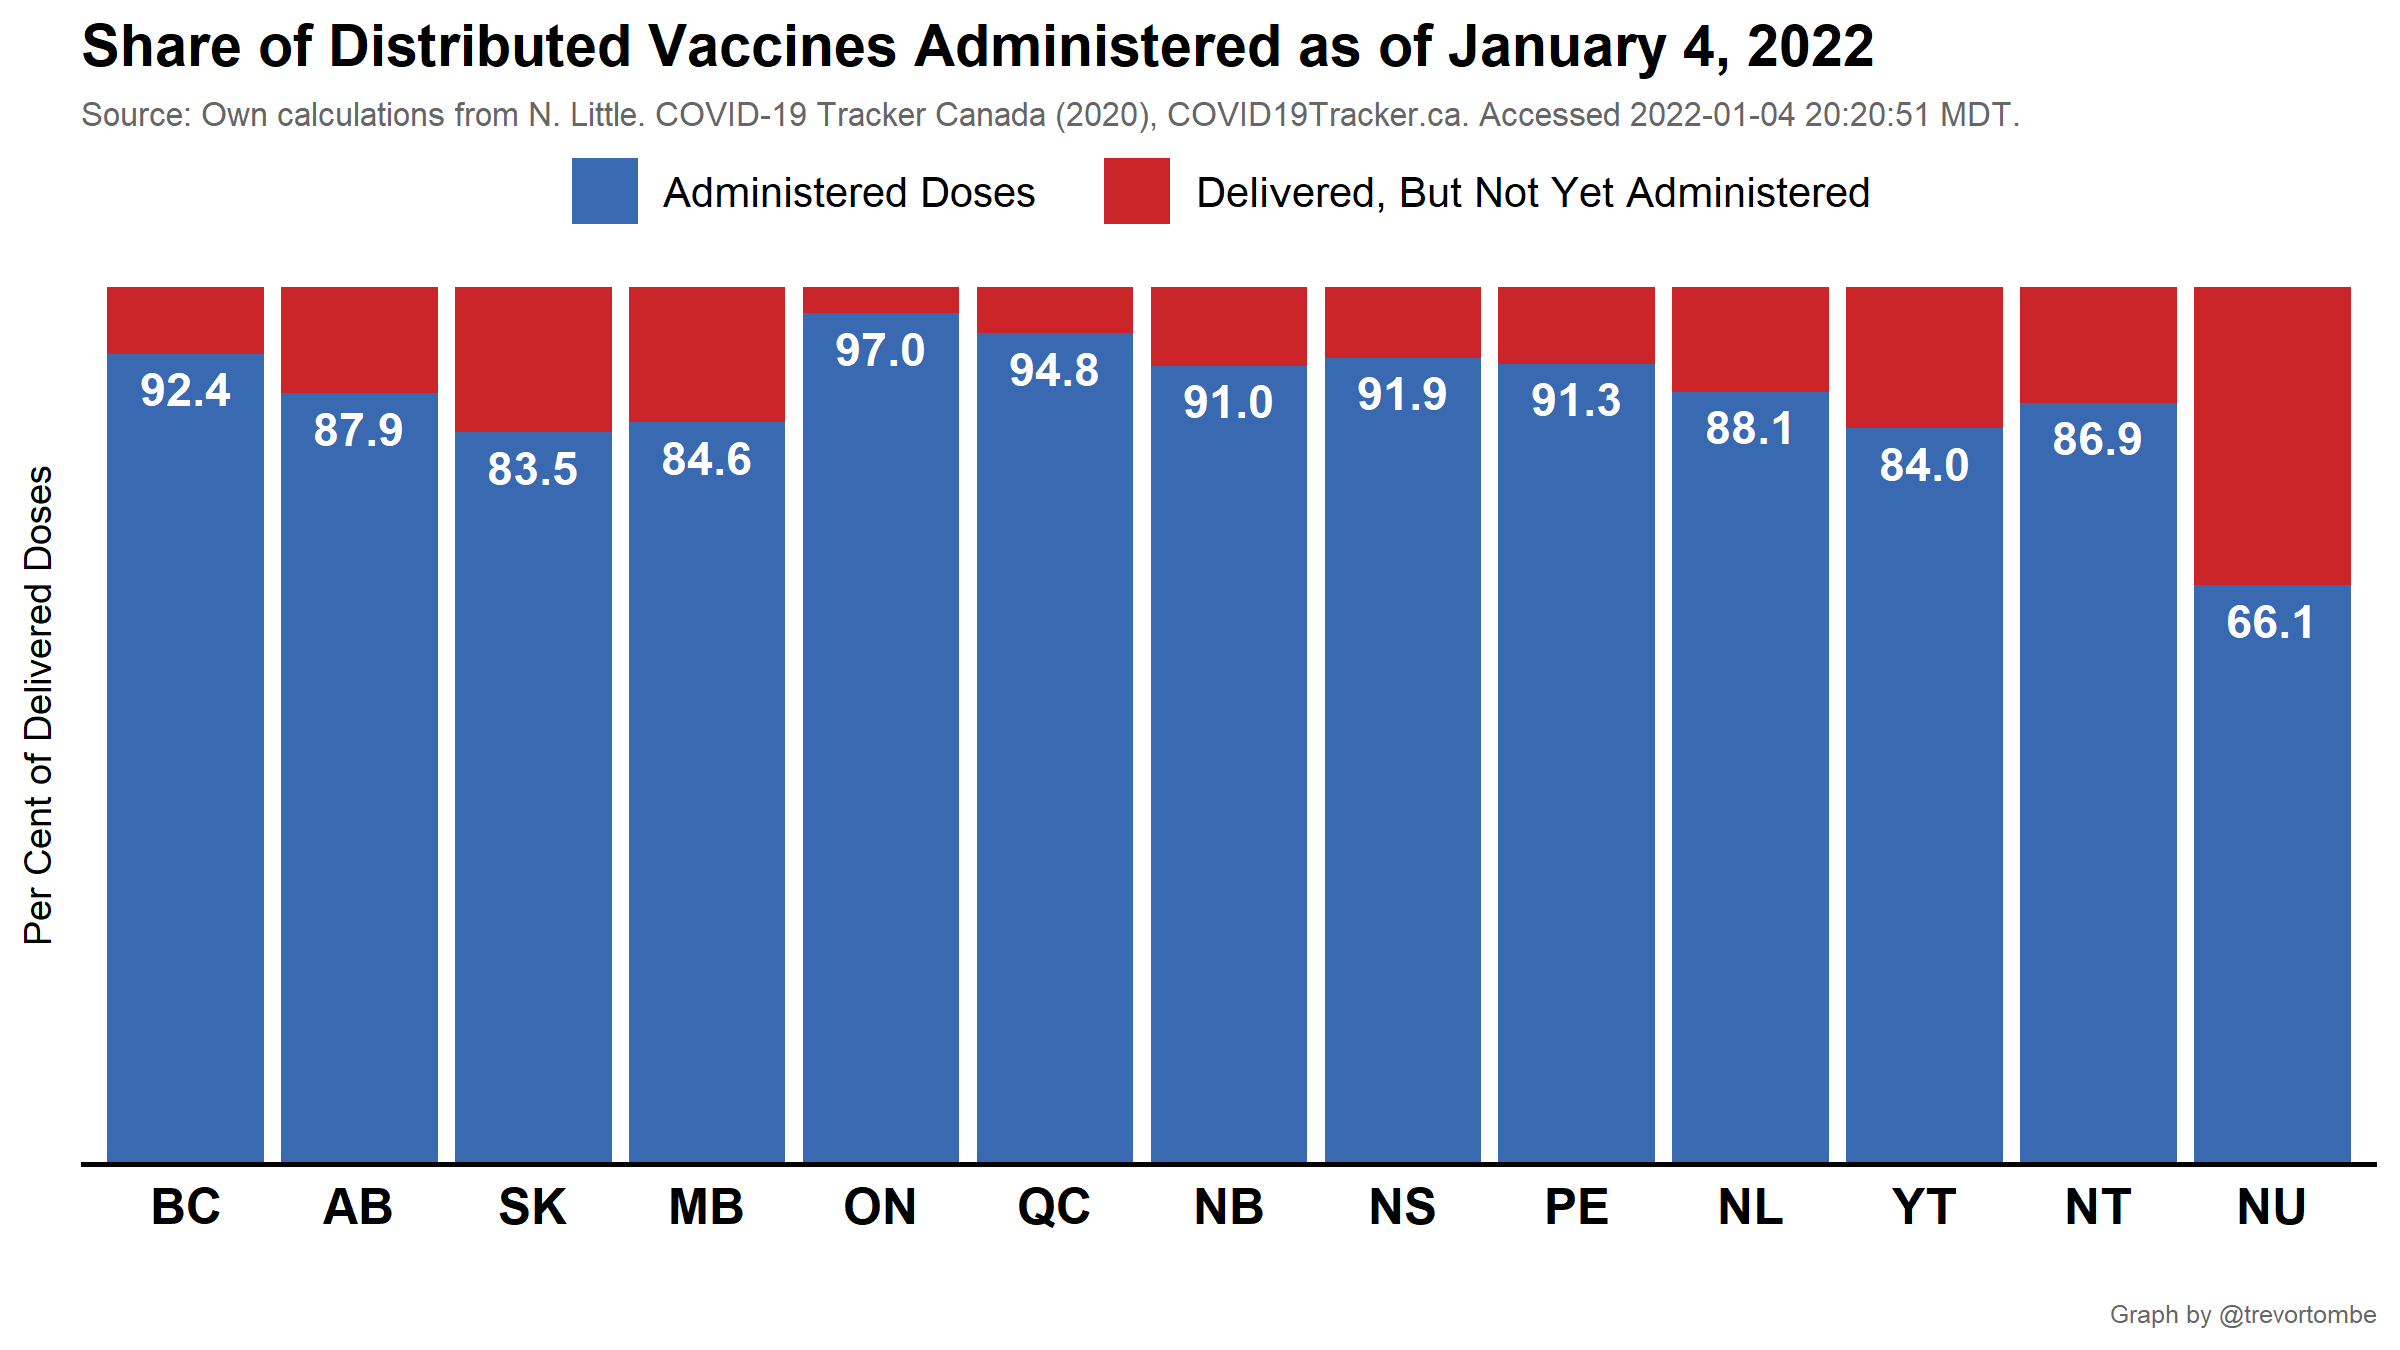 Share of Distributed Vaccines Administered as of January 4, 2022
Source: Own calculations from N. Little. COVID-19 Tracker Canada (2020), COVID19Tracker.ca. Accessed 2022-01-04 20:20:51 MDT.
Administered Doses
Delivered, But Not Yet Administered
Per Cent of Delivered Doses
92.4
87.9
83.5
84.6
97.0
94.8
91.0
91.9
91.3
88.1
84.0
86.9
66.1
BC
AB
SK
MB
ON
QC
NB
NS
PE
NL
YT
NT
NU
Graph by @trevortombe